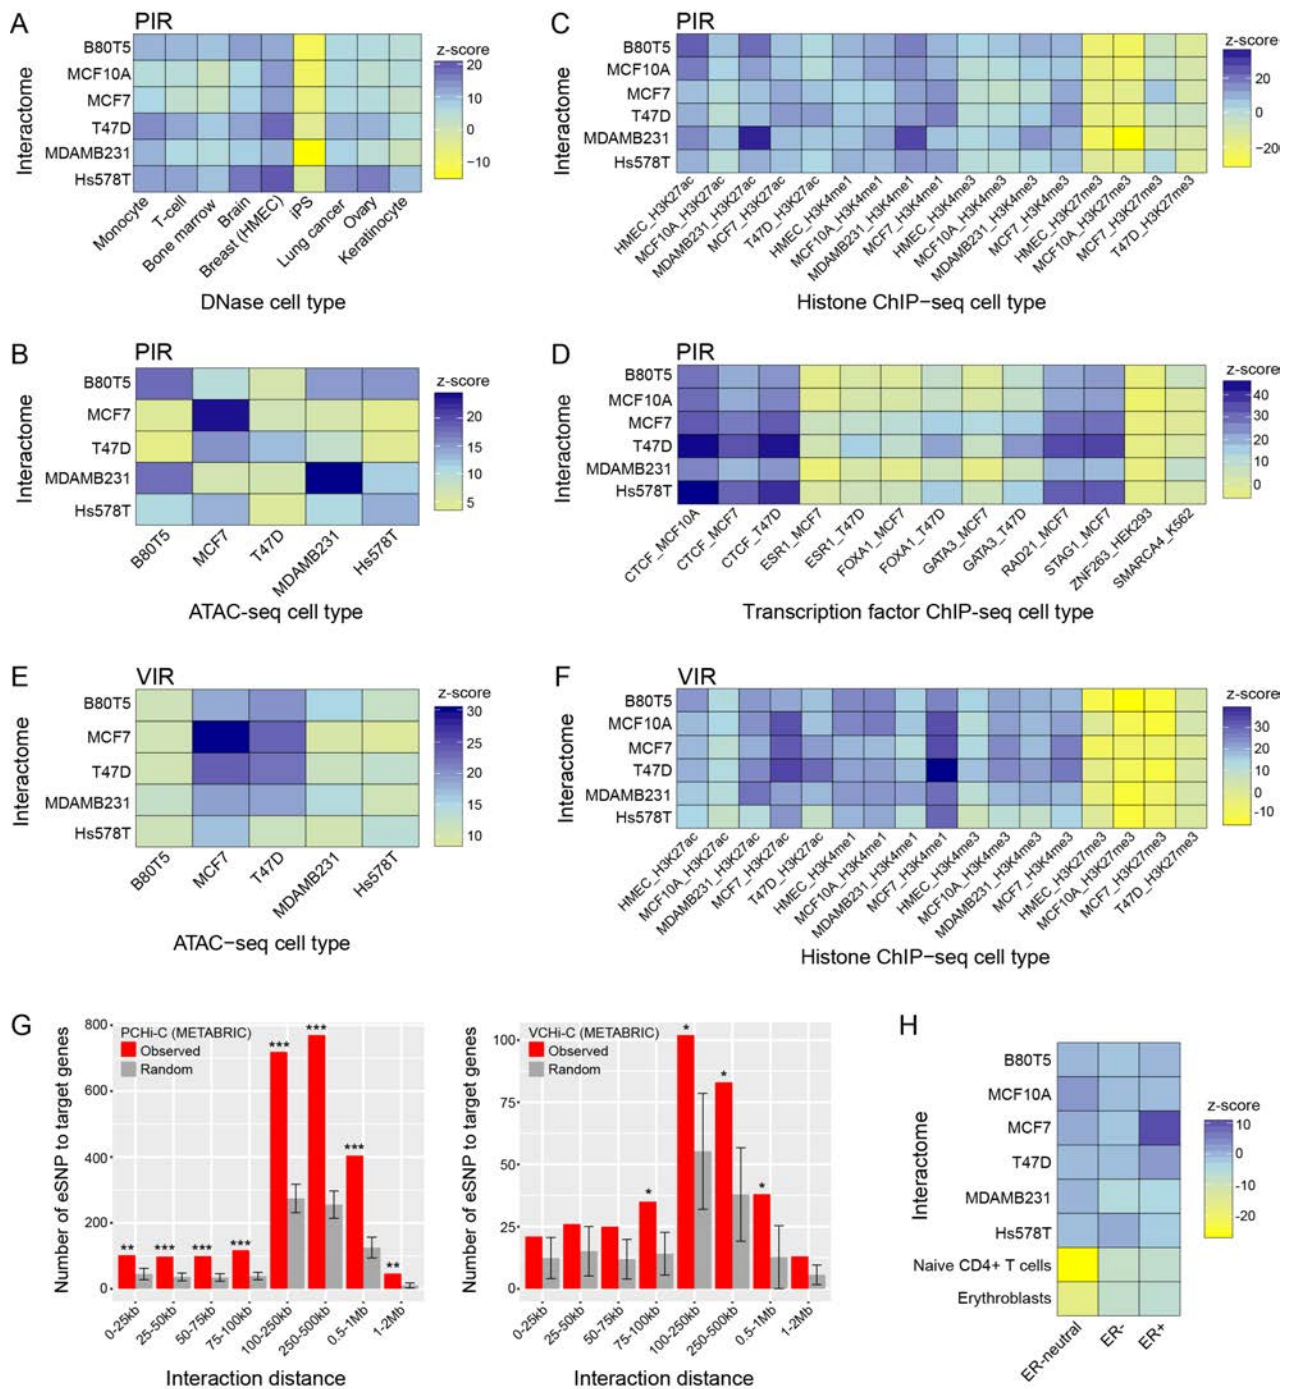 A
PIR
Interactome
B80T5
MCF10A
MCF7
T47D
MDAMB231
Hs578T
Monocyte
T-cell
Bone marrow
Brain
Breast (HMEC)
iPS
Lung cancer
Ovary
Keratinocyte
DNase cell type
z-score
20
10
0
−10
C
PIR
Interactome
B80T5
MCF10A
MCF7
T47D
MDAMB231
Hs578T
HMEC_H3K27ac
MCF10A_H3K27ac
MDAMB231_H3K27ac
MCF7_H3K27ac
T47D_H3K27ac
HMEC_H3K4me1
MCF10A_H3K4me1
MDAMB231_H3K4me1
MCF7_H3K4me1
HMEC_H3K4me3
MCF10A_H3K4me3
MDAMB231_H3K4me3
MCF7_H3K4me3
HMEC_H3K27me3
MCF10A_H3K27me3
MCF7_H3K27me3
T47D_H3K27me3
Histone ChIP−seq cell type
z-score
20
0
−20
B
PIR
Interactome
B80T5
MCF7
T47D
MDAMB231
Hs578T
B80T5
MCF7
T47D
MDAMB231
Hs578T
ATAC-seq cell type
z-score
20
15
10
5
D
PIR
Interactome
B80T5
MCF10A
MCF7
T47D
MDAMB231
Hs578T
CTCF_MCF10A
CTCF_MCF7
CTCF_T47D
ESR1_MCF7
ESR1_T47D
FOXA1_MCF7
FOXA1_T47D
GATA3_MCF7
GATA3_T47D
RAD21_MCF7
STAG1_MCF7
ZNF263_HEK293
SMARCA4_K562
Transcription factor ChIP-seq cell type
z-score
40
30
20
10
0
E
VIR
Interactome
B80T5
MCF7
T47D
MDAMB231
Hs578T
B80T5
MCF7
T47D
MDAMB231
Hs578T
ATAC−seq cell type
z-score
30
25
20
15
10
F
VIR
Interactome
B80T5
MCF10A
MCF7
T47D
MDAMB231
Hs578T
HMEC_H3K27ac
MCF10A_H3K27ac
MDAMB231_H3K27ac
MCF7_H3K27ac
T47D_H3K27ac
HMEC_H3K4me1
MCF10A_H3K4me1
MDAMB231_H3K4me1
MCF7_H3K4me1
HMEC_H3K4me3
MCF10A_H3K4me3
MDAMB231_H3K4me3
MCF7_H3K4me3
HMEC_H3K27me3
MCF10A_H3K27me3
MCF7_H3K27me3
T47D_H3K27me3
Histone ChIP−seq cell type
z-score
30
20
10
0
-10
G
Number of eSNP to target genes
800
600
400
200
0
PCHi-C (METABRIC)
Observed
Random
**
***
***
***
***
***
***
**
0-25kb
25-50kb
50-75kb
75-100kb
100-250kb
250-500kb
0.5-1Mb
1-2Mb
Interaction distance
Number of eSNP to target genes
100
75
50
25
0
VCHi-C (METABRIC)
Observed
Random
*
*
*
*
0-25kb
25-50kb
50-75kb
75-100kb
100-250kb
250-500kb
0.5-1Mb
1-2Mb
Interaction distance
H
Interactome
B80T5
MCF10A
MCF7
T47D
MDAMB231
Hs578T
Naive CD4+ T cells
Erythroblasts
ER-neutral
ER-
ER+
z-score
10
0
-10
-20